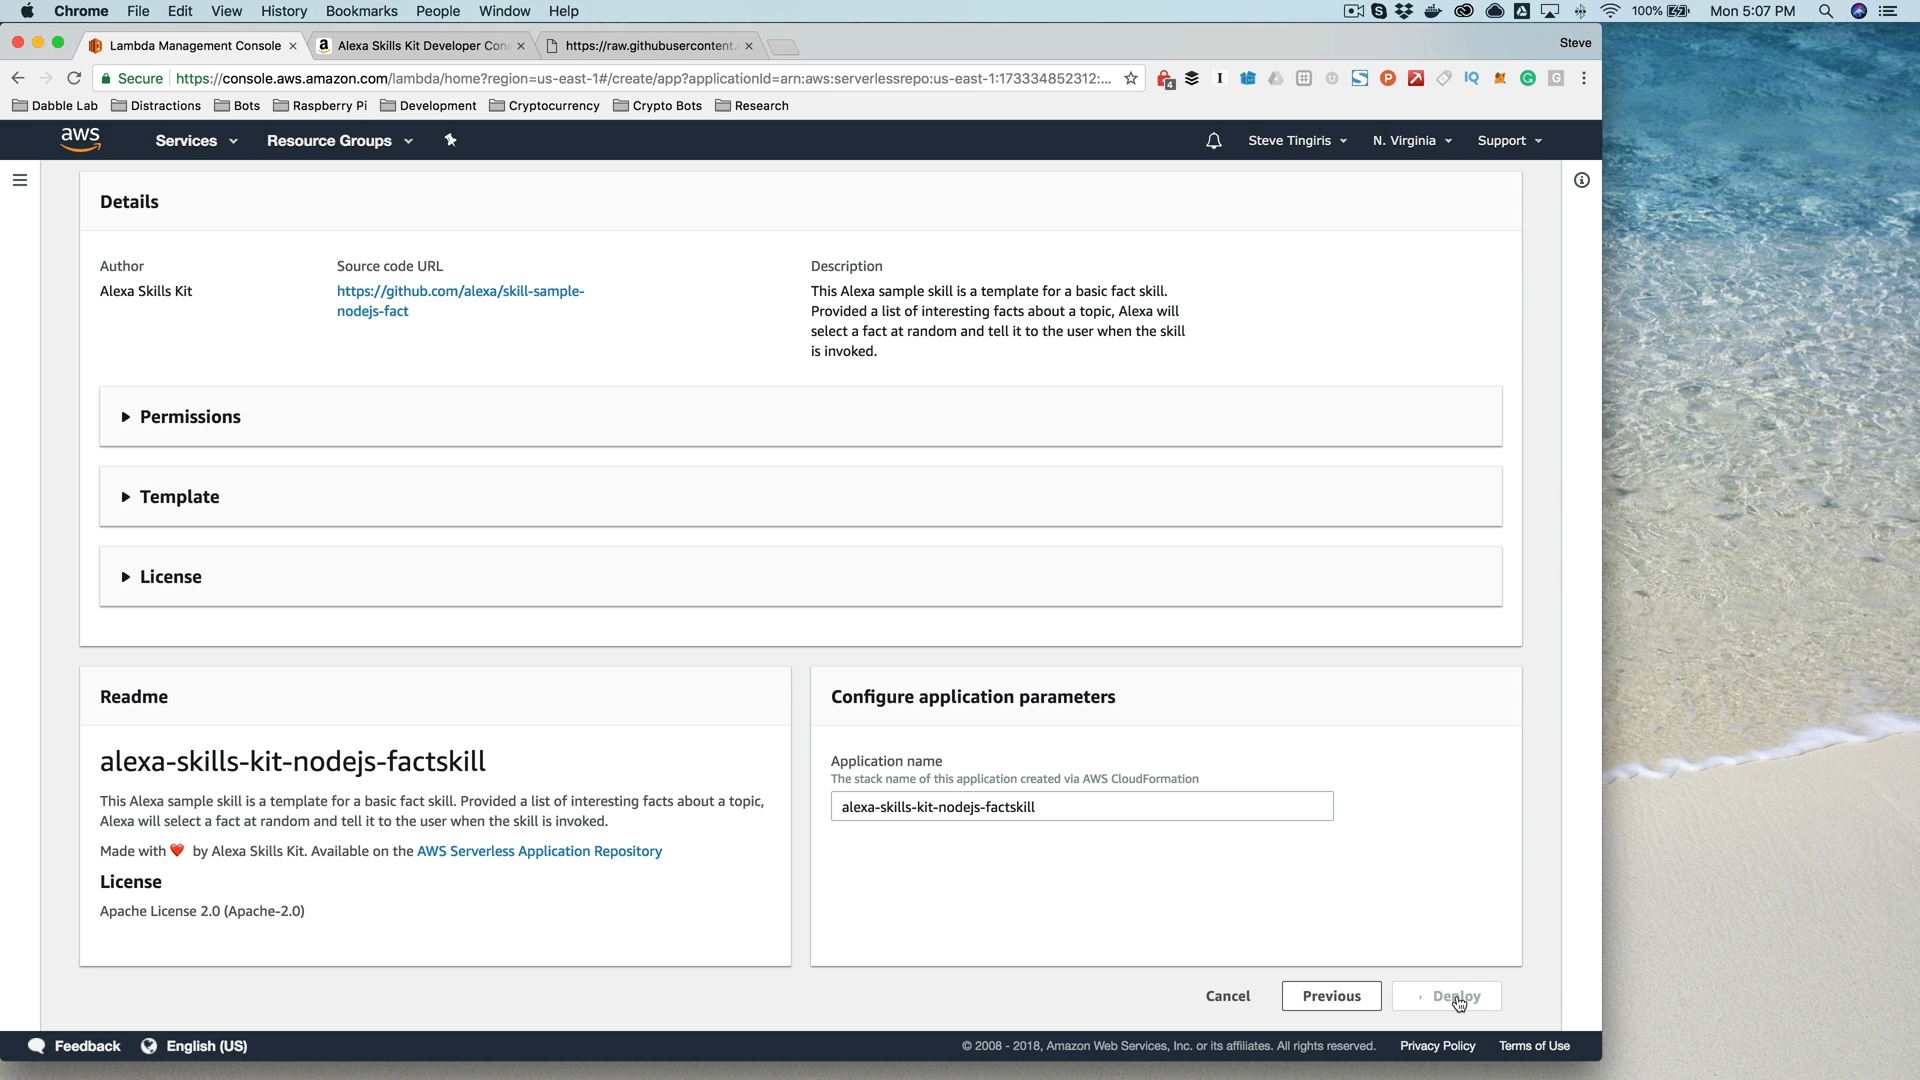 Chrome File Edit View History Bookmarks People Window Help 100% Mon 5:07 PM
Lambda Management Console
Alexa Skills Kit Developer Con
https://raw.githubusercontent.
Steve
Secure https://console.aws.amazon.com/lambda/home?region=us-east-1#/create/app?applicationId=arn:aws:serverlessrepo:us-east-1:173334852312:...
Dabble Lab Distractions Bots Raspberry Pi Development Cryptocurrency Crypto Bots Research
aws Services Resource Groups Steve Tingiris N. Virginia Support
Details
Author
Alexa Skills Kit
Source code URL
https://github.com/alexa/skill-sample-
nodejs-fact
Description
This Alexa sample skill is a template for a basic fact skill.
Provided a list of interesting facts about a topic, Alexa will
select a fact at random and tell it to the user when the skill
is invoked.
Permissions
Template
License
Readme
alexa-skills-kit-nodejs-factskill
This Alexa sample skill is a template for a basic fact skill. Provided a list of interesting facts about a topic,
Alexa will select a fact at random and tell it to the user when the skill is invoked.
Made with ❤️ by Alexa Skills Kit. Available on the AWS Serverless Application Repository
License
Apache License 2.0 (Apache-2.0)
Configure application parameters
Application name
The stack name of this application created via AWS CloudFormation
alexa-skills-kit-nodejs-factskill
Cancel Previous Deploy
Feedback English (US) © 2008 - 2018, Amazon Web Services, Inc. or its affiliates. All rights reserved. Privacy Policy Terms of Use